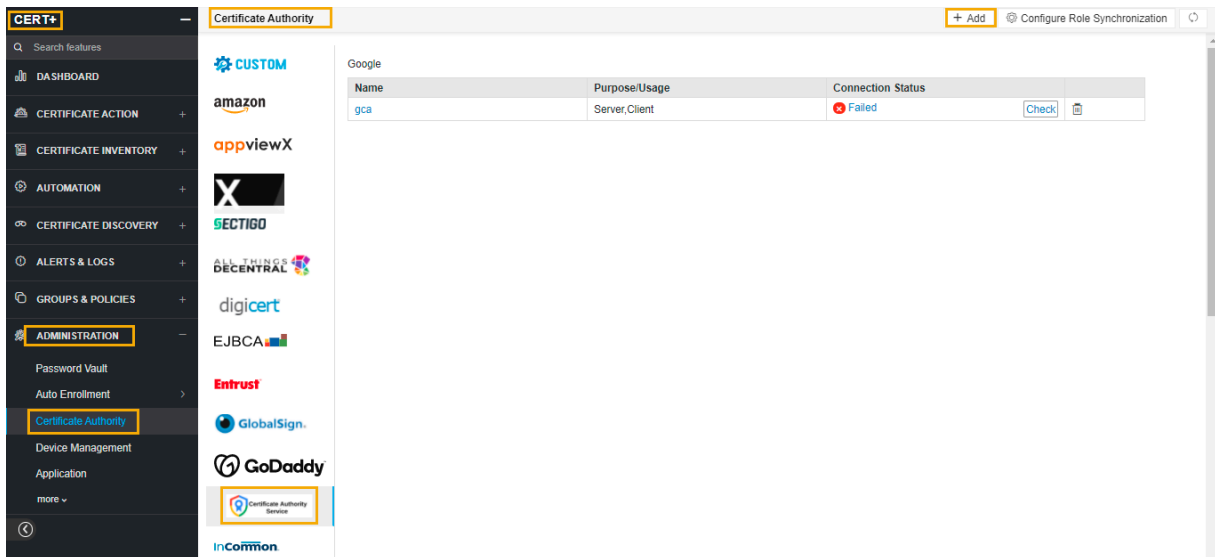 CERT+
Search features
DASHBOARD
CERTIFICATE ACTION +
CERTIFICATE INVENTORY +
AUTOMATION +
CERTIFICATE DISCOVERY +
ALERTS & LOGS +
GROUPS & POLICIES +
ADMINISTRATION
Password Vault
Auto Enrollment
Certificate Authority
Device Management
Application
more
Certificate Authority
+ Add
Configure Role Synchronization
CUSTOM
amazon
appviewX
X
SECTIGO
ALL THINGS
DECENTRAL
digicert
EJBCA
Entrust
GlobalSign.
GoDaddy
Certificate Authority
Service
InCommon
Google
Name Purpose/Usage Connection Status
gca Server,Client Failed Check